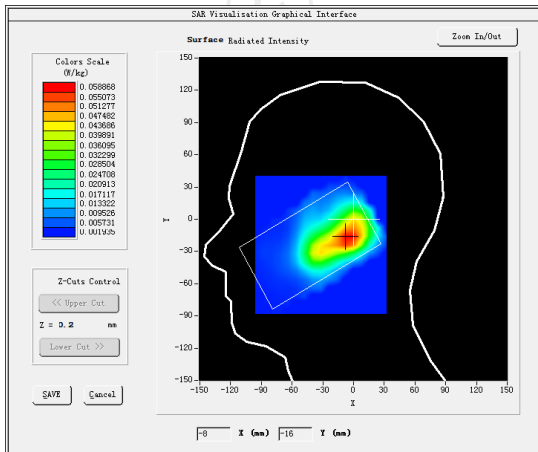 SAR Visualisation Graphical Interface
Surface Radiated Intensity
Zoom In/Out
Colors Scale
(W/kg)
0.058868
0.055073
0.051277
0.047482
0.043686
0.039891
0.036095
0.032299
0.028504
0.024708
0.020913
0.017117
0.013322
0.009526
0.005731
0.001935
Z-Cuts Control
<< Upper Cut
Z = 0.2 mm
Lower Cut >>
SAVE Cancel
150
120
90
60
30
0
-30
-60
-90
-120
-150
Y
-150 -120 -90 -60 -30 0 30 60 90 120 150
X
-8 X (mm) -16 Y (mm)